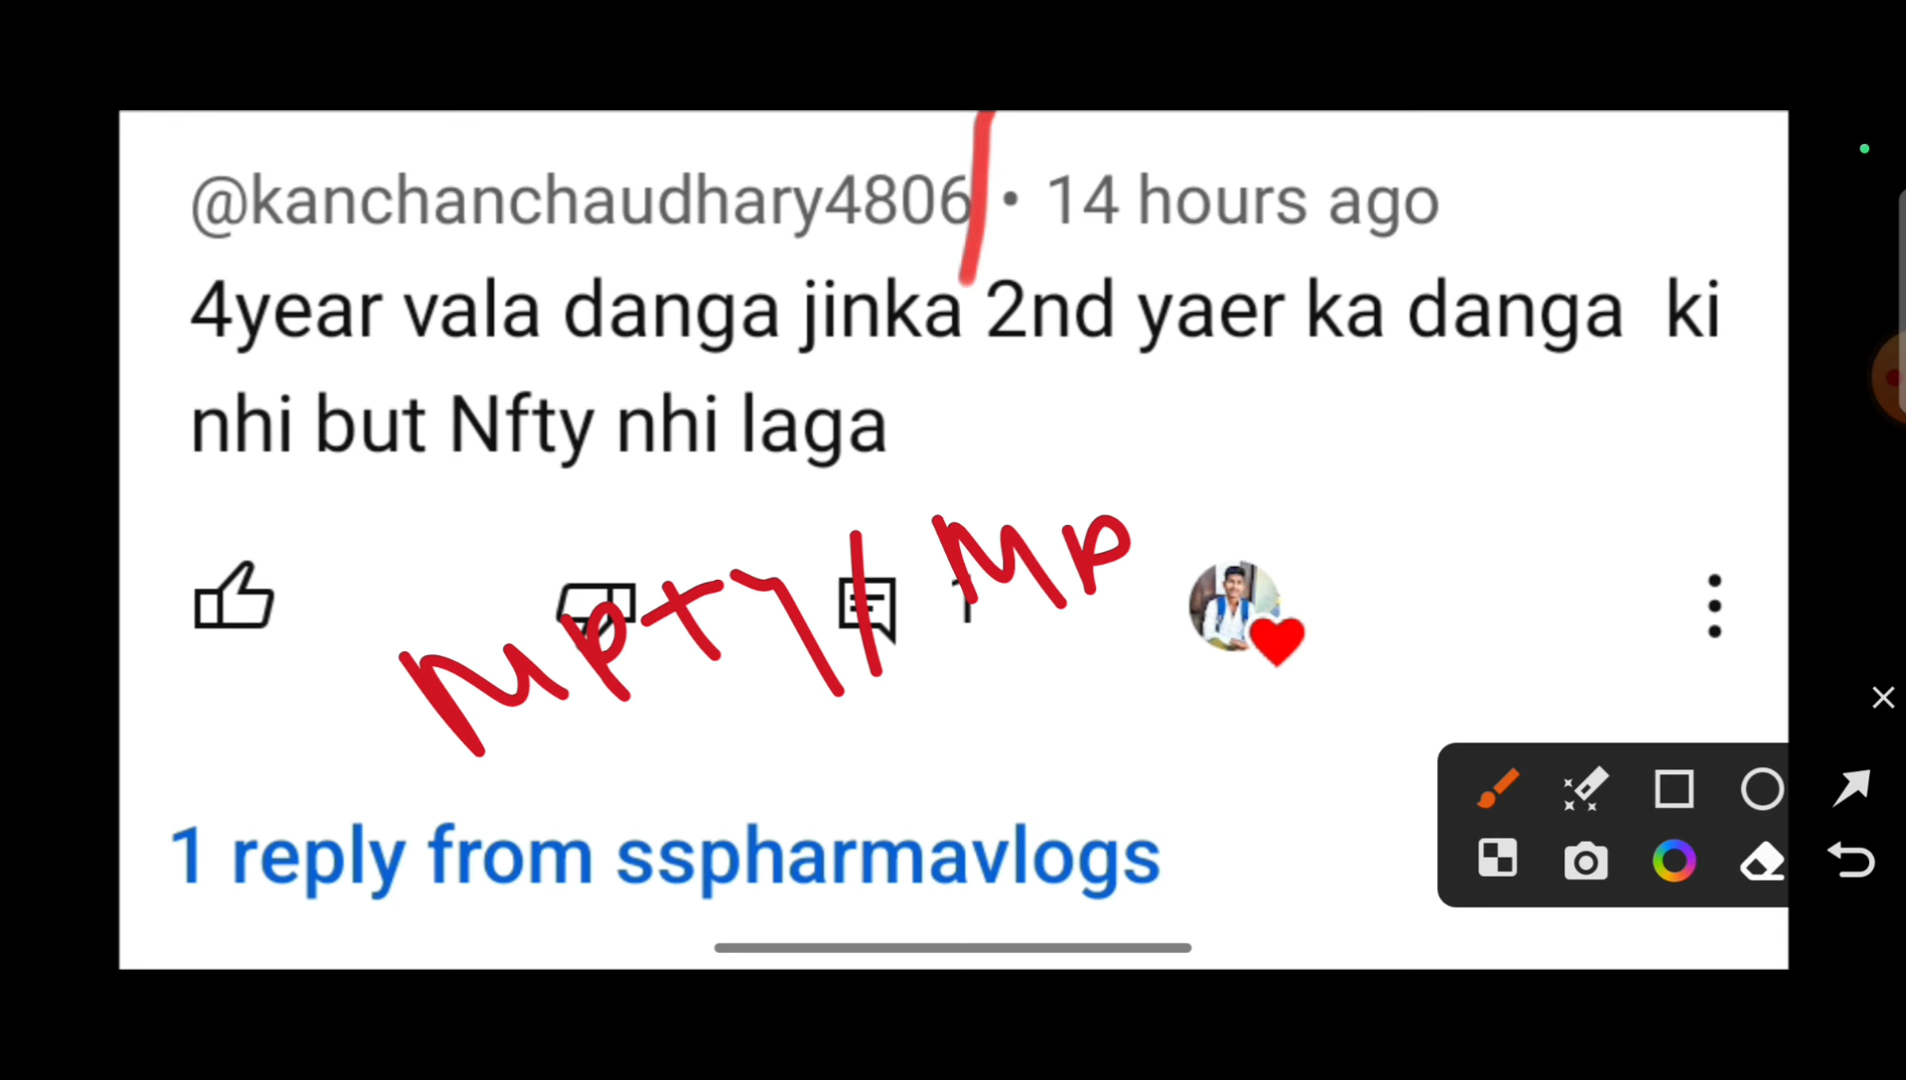 @kanchanchaudhary4806 • 14 hours ago
4year vala danga jinka 2nd yaer ka danga ki
nhi but Nfty nhi laga
MPTY/MP
1
1 reply from sspharmavlogs